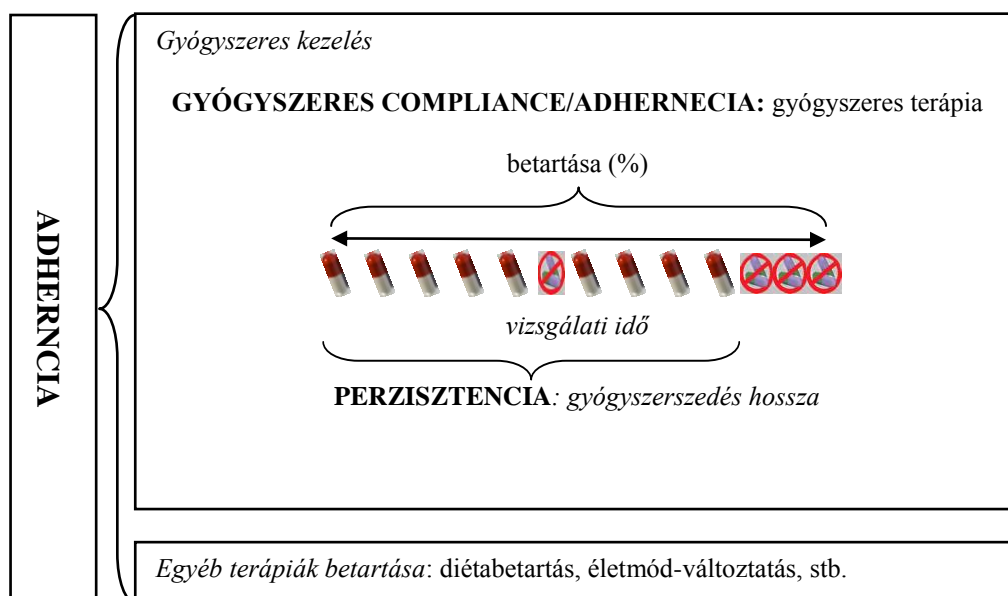 ADHERNCIA
Gyógyszeres kezelés
GYÓGYSZERES COMPLIANCE/ADHERNECIA: gyógyszeres terápia
betartása (%)
vizsgálati idő
PERZISZTENCIA: gyógyszerszedés hossza
Egyéb terápiák betartása: diétabetartás, életmód-változtatás, stb.